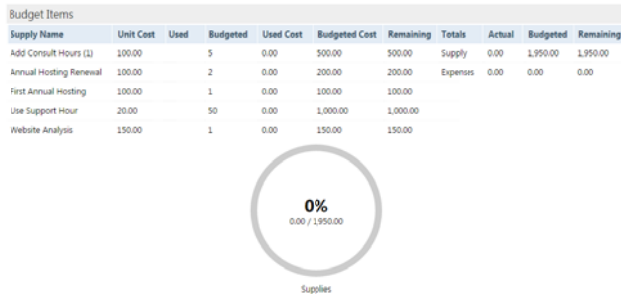 Budget Items
Supply Name Unit Cost Used Budgeted Used Cost Budgeted Cost Remaining Totals Actual Budgeted Remaining
Add Consult Hours (1) 100.00 5 0.00 500.00 500.00 Supply 0.00 1,950.00 1,950.00
Annual Hosting Renewal 100.00 2 0.00 200.00 200.00 Expenses 0.00 0.00 0.00
First Annual Hosting 100.00 1 0.00 100.00 100.00
Use Support Hour 20.00 50 0.00 1,000.00 1,000.00
Website Analysis 150.00 1 0.00 150.00 150.00
0%
0.00 / 1950.00
Supplies